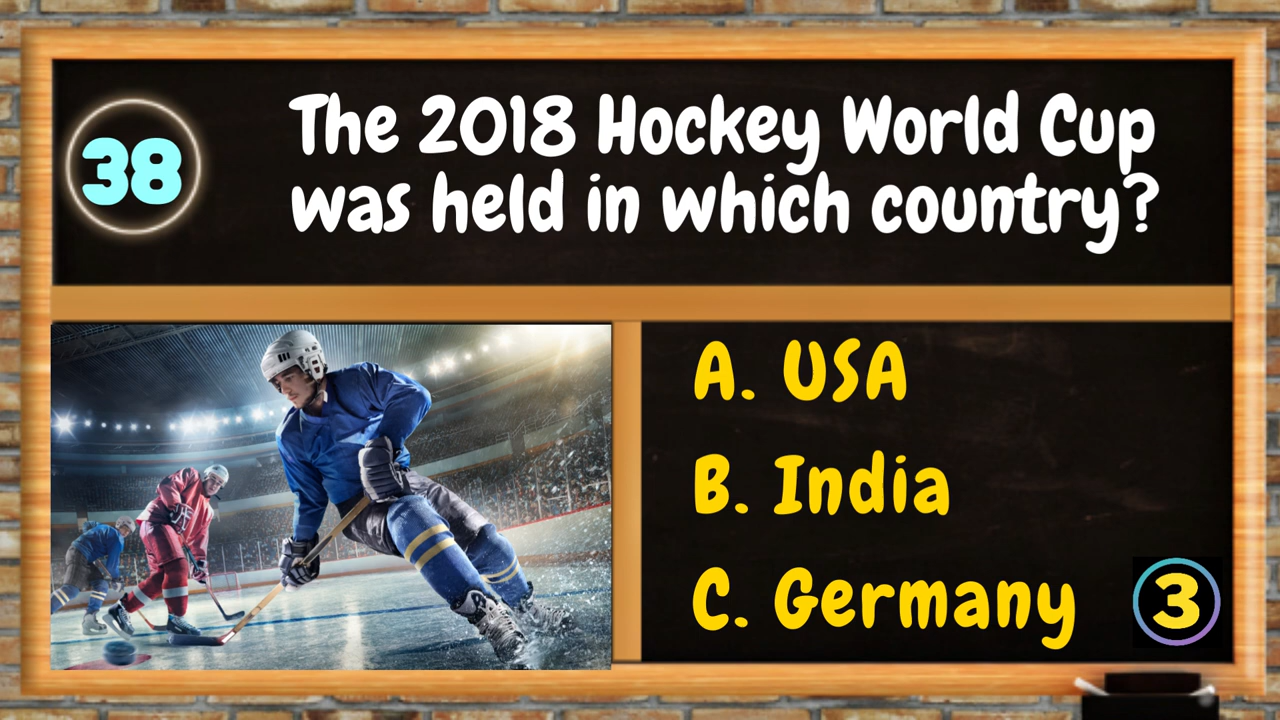 38
The 2018 Hockey World Cup
was held in which country?
A. USA
B. India
C. Germany
3